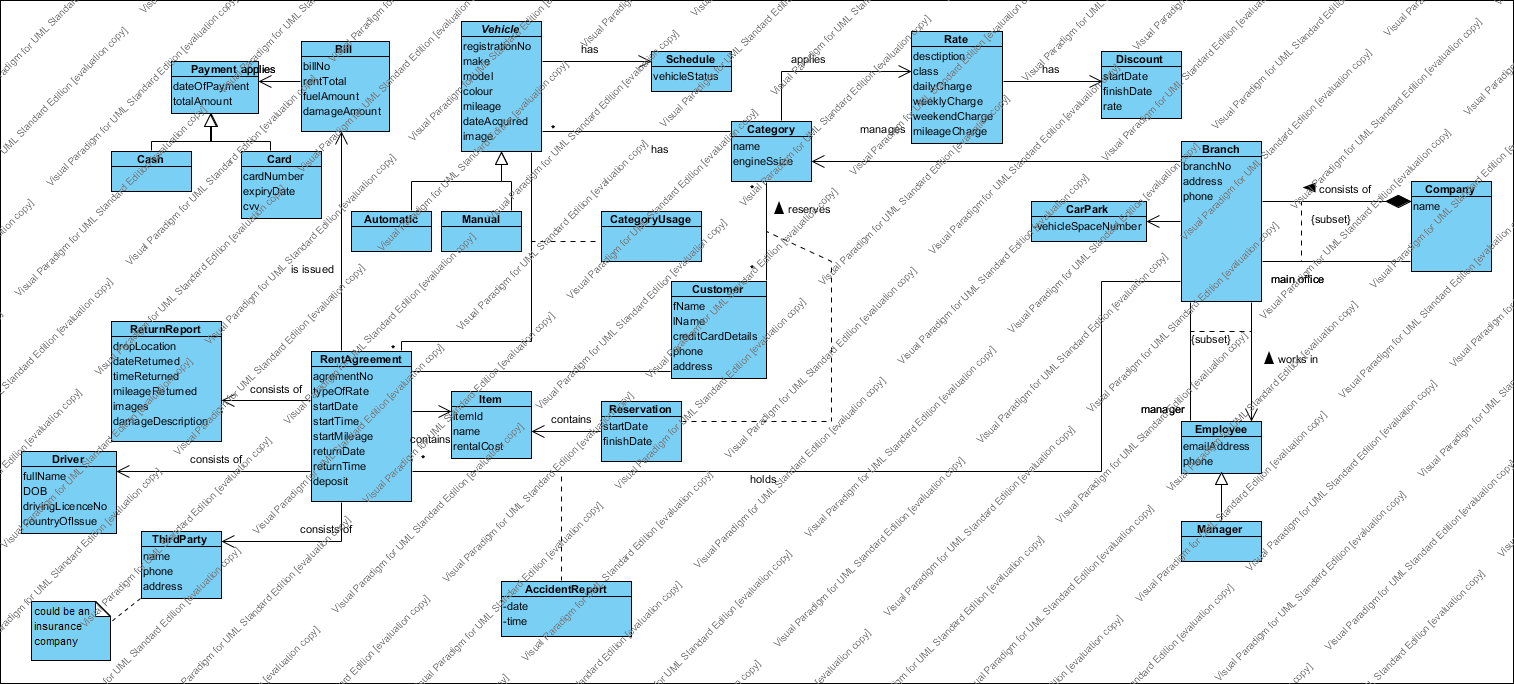 Vehicle
registrationNo
make
model
colour
mileage
dateAcquired
image
has
Schedule
vehicleStatus
Bill
billNo
rentTotal
fuelAmount
damageAmount
Payment
applies
dateOfPayment
totalAmount
Cash
Card
cardNumber
expiryDate
cvv
Automatic
Manual
CategoryUsage
*
has
Category
name
engineSsize
*
applies
Rate
desctiption
class
dailyCharge
weeklyCharge
weekendCharge
mileageCharge
has
Discount
startDate
finishDate
rate
manages
Branch
branchNo
address
phone
consists of
{subset}
main office
Company
name
CarPark
vehicleSpaceNumber
reserves
*
Customer
fName
lName
creditCardDetails
phone
address
is issued
ReturnReport
dropLocation
dateReturned
timeReturned
mileageReturned
images
damageDescription
consists of
*
RentAgreement
agrementNo
typeOfRate
startDate
startTime
startMileage
returnDate
returnTime
deposit
contains
*
Item
itemId
name
rentalCost
contains
Reservation
startDate
finishDate
{subset}
works in
manager
Employee
emailAddress
phone
Manager
Driver
fullName
DOB
drivingLicenceNo
countryOfIssue
consists of
holds
consists of
ThirdParty
name
phone
address
could be an
insurance
company
AccidentReport
-date
-time
Visual Paradigm for UML Standard Edition [evaluation copy]